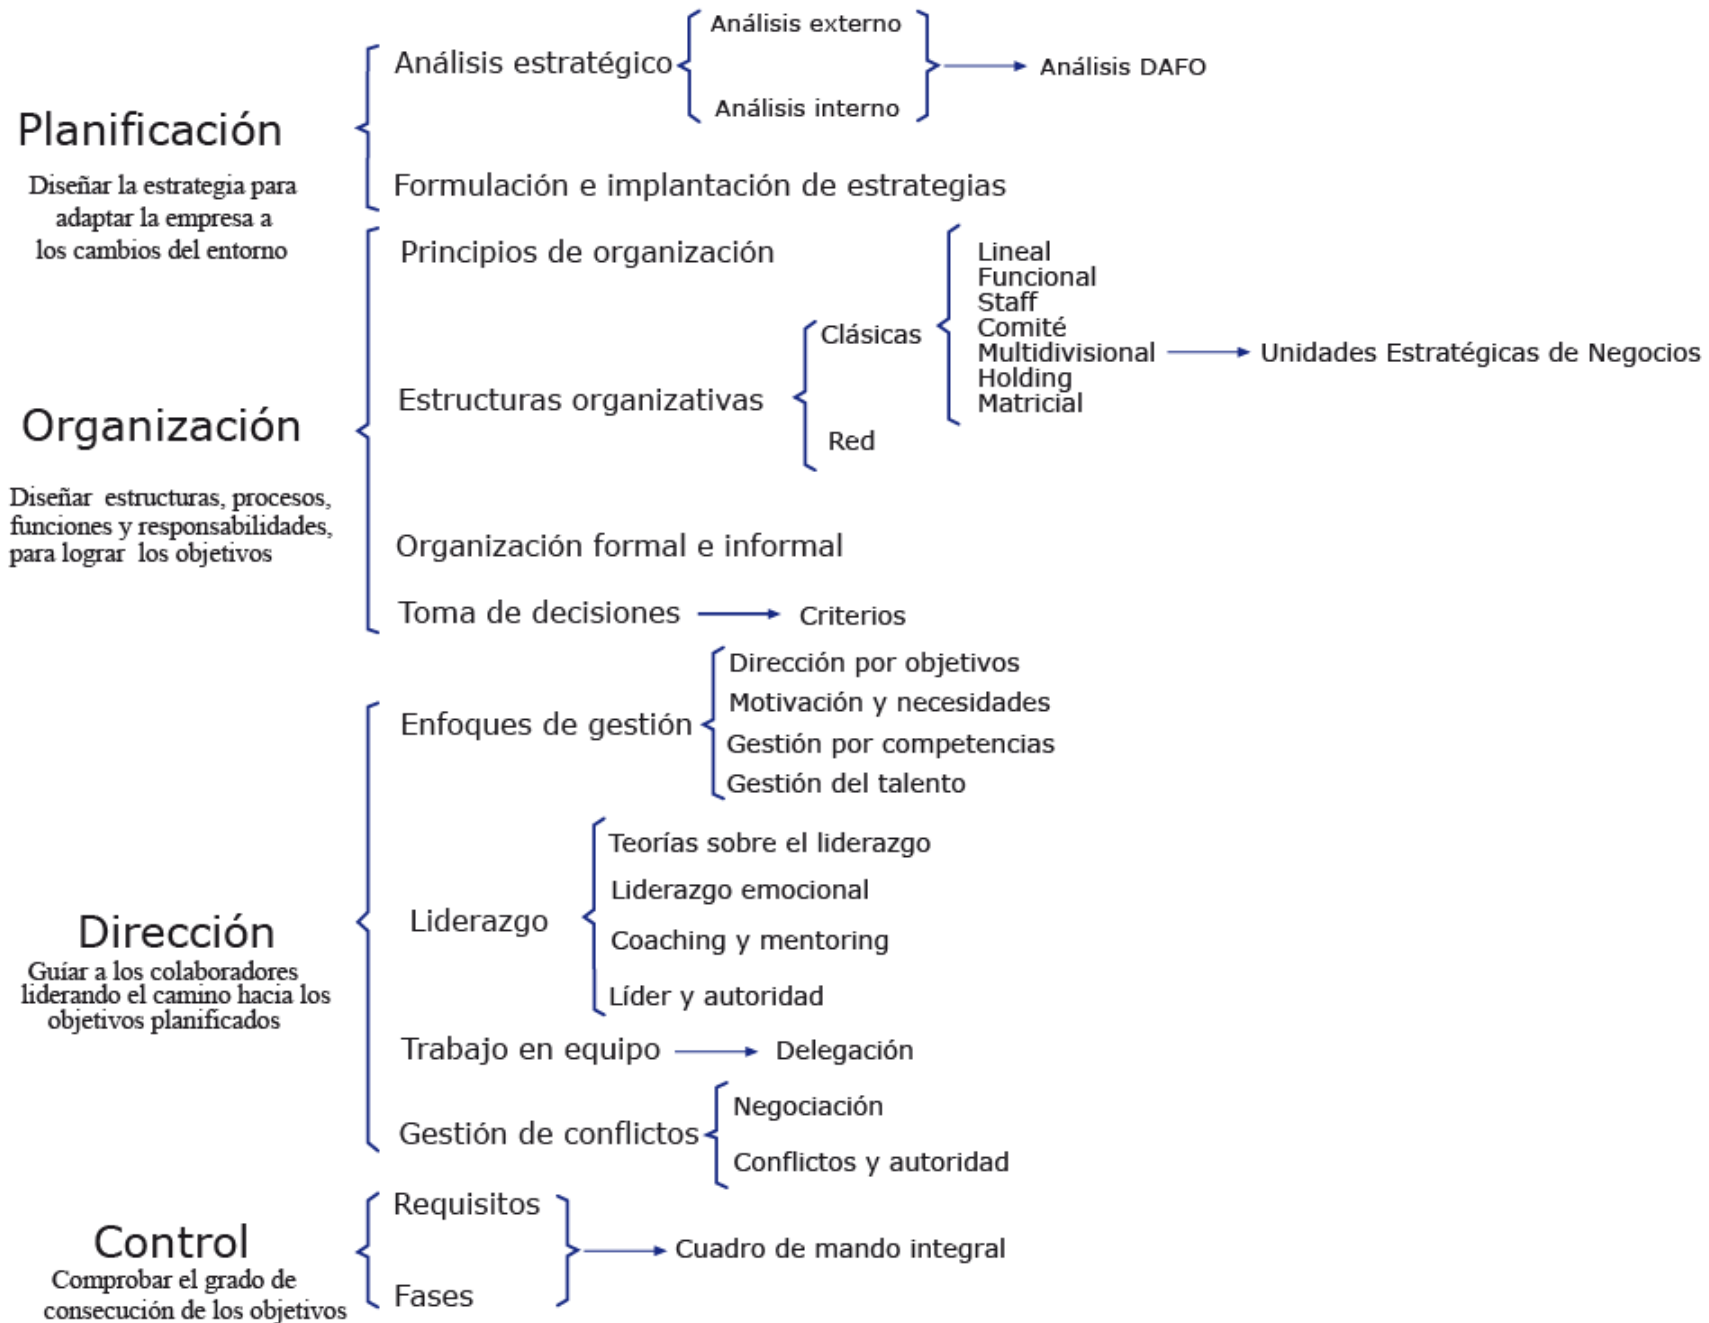 Planificación
Diseñar la estrategia para
adaptar la empresa a
los cambios del entorno
Análisis estratégico
Análisis externo
Análisis interno
Análisis DAFO
Formulación e implantación de estrategias
Organización
Diseñar estructuras, procesos,
funciones y responsabilidades,
para lograr los objetivos
Principios de organización
Estructuras organizativas
Clásicas
Lineal
Funcional
Staff
Comité
Multidivisional
Holding
Matricial
Unidades Estratégicas de Negocios
Red
Organización formal e informal
Toma de decisiones
Criterios
Dirección
Guíar a los colaboradores
liderando el camino hacia los
objetivos planificados
Enfoques de gestión
Dirección por objetivos
Motivación y necesidades
Gestión por competencias
Gestión del talento
Liderazgo
Teorías sobre el liderazgo
Liderazgo emocional
Coaching y mentoring
Líder y autoridad
Trabajo en equipo
Delegación
Gestión de conflictos
Negociación
Conflictos y autoridad
Control
Comprobar el grado de
consecución de los objetivos
Requisitos
Fases
Cuadro de mando integral